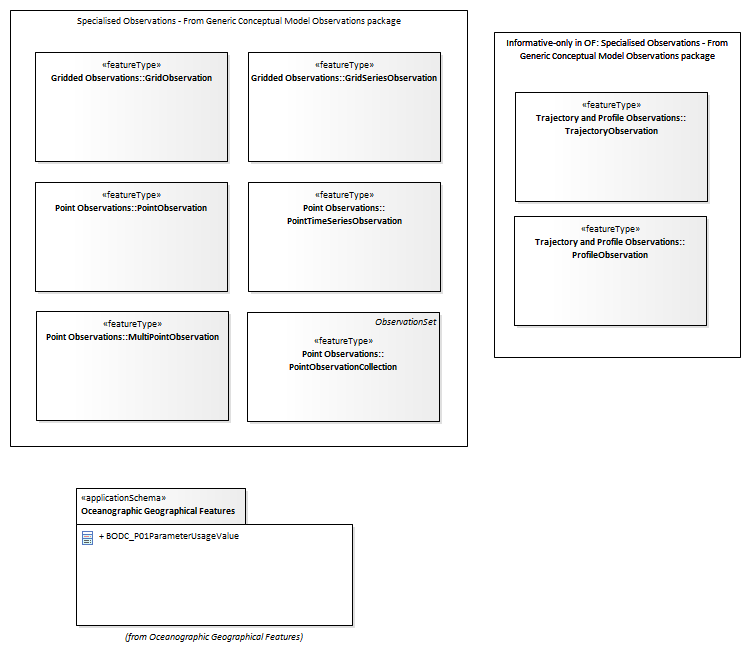 Specialised Observations - From Generic Conceptual Model Observations package
«featureType»
Gridded Observations::GridObservation
«featureType»
Gridded Observations::GridSeriesObservation
«featureType»
Point Observations::PointObservation
«featureType»
Point Observations::
PointTimeSeriesObservation
«featureType»
Point Observations::MultiPointObservation
ObservationSet
«featureType»
Point Observations::
PointObservationCollection
Informative-only in OF: Specialised Observations - From
Generic Conceptual Model Observations package
«featureType»
Trajectory and Profile Observations::
TrajectoryObservation
«featureType»
Trajectory and Profile Observations::
ProfileObservation
«applicationSchema»
Oceanographic Geographical Features
+ BODC_P01ParameterUsageValue
(from Oceanographic Geographical Features)